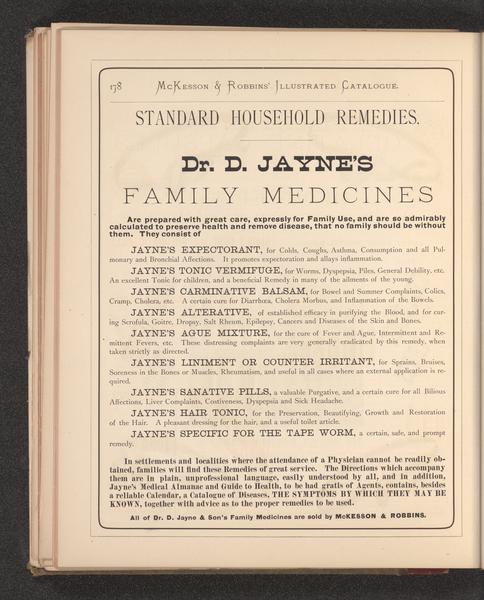 178 McKesson & Robbins' Illustrated Catalogue.
STANDARD HOUSEHOLD REMEDIES.
Dr. D. JAYNE'S
FAMILY MEDICINES
Are prepared with great care, expressly for Family Use, and are so admirably
calculated to preserve health and remove disease, that no family should be without
them. They consist of
JAYNE'S EXPECTORANT, for Colds, Coughs, Asthma, Consumption and all Pul-
monary and Bronchial Affections. It promotes expectoration and allays inflammation.
JAYNE'S TONIC VERMIFUGE, for Worms, Dyspepsia, Piles, General Debility, etc.
An excellent Tonic for children, and a beneficial Remedy in many of the ailments of the young.
JAYNE'S CARMINATIVE BALSAM, for Bowel and Summer Complaints, Colics,
Cramp, Cholera, etc. A certain cure for Diarrhœa, Cholera Morbus, and Inflammation of the Bowels.
JAYNE'S ALTERATIVE, of established efficacy in purifying the Blood, and for cur-
ing Scrofula, Goitre, Dropsy, Salt Rheum, Epilepsy, Cancers and Diseases of the Skin and Bones.
JAYNE'S AGUE MIXTURE, for the cure of Fever and Ague, Intermittent and Re-
mittent Fevers, etc. These distressing complaints are very generally eradicated by this remedy, when
taken strictly as directed.
JAYNE'S LINIMENT OR COUNTER IRRITANT, for Sprains, Bruises,
Soreness in the Bones or Muscles, Rheumatism, and useful in all cases where an external application is re-
quired.
JAYNE'S SANATIVE PILLS, a valuable Purgative, and a certain cure for all Bilious
Affections, Liver Complaints, Costiveness, Dyspepsia and Sick Headache.
JAYNE'S HAIR TONIC, for the Preservation, Beautifying, Growth and Restoration
of the Hair. A pleasant dressing for the hair, and a useful toilet article.
JAYNE'S SPECIFIC FOR THE TAPE WORM, a certain, safe, and prompt
remedy.
In settlements and localities where the attendance of a Physician cannot be readily ob-
tained, families will find these Remedies of great service. The Directions which accompany
them are in plain, unprofessional language, easily understood by all, and in addition,
Jayne's Medical Almanac and Guide to Health, to be had gratis of Agents, contains, besides
a reliable Calendar, a Catalogue of Diseases, THE SYMPTOMS BY WHICH THEY MAY BE
KNOWN, together with advice as to the proper remedies to be used.
All of Dr. D. Jayne & Son's Family Medicines are sold by McKESSON & ROBBINS.